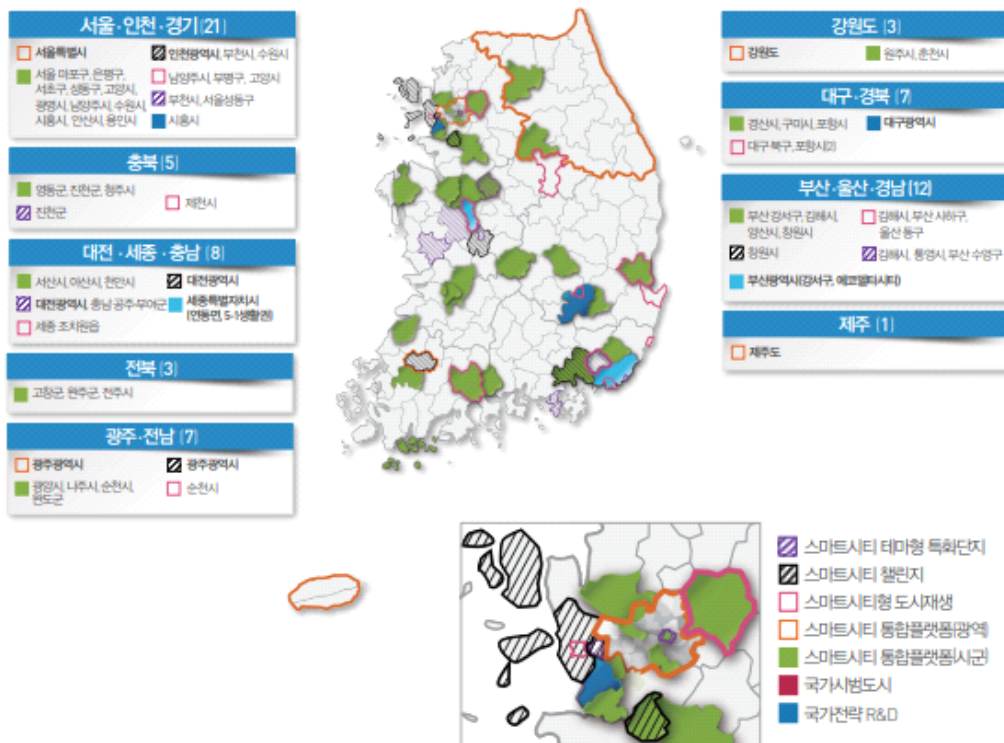 서울·인천·경기(21)
서울특별시
인천광역시, 부천시, 수원시
서울 마포구, 은평구,
서초구, 성동구, 고양시,
광명시, 남양주시, 수원시,
시흥시, 안산시, 용인시
남양주시, 부평구, 고양시
부천시, 서울성동구
시흥시
충북(5)
영동군, 진천군, 청주시
제천시
진천군
대전·세종·충남(8)
서산시, 아산시, 천안시
대전광역시
대전광역시, 충남 공주·부여군
세종특별자치시
(연동면, 5-1생활권)
세종 조치원읍
전북(3)
고창군, 완주군, 전주시
광주·전남(7)
광주광역시
광주광역시
광양시, 나주시, 순천시,
완도군
순천시
강원도(3)
강원도
원주시, 춘천시
대구·경북(7)
경산시, 구미시, 포항시
대구광역시
대구 북구, 포항시(2)
부산·울산·경남(12)
부산 강서구, 김해시,
양산시, 창원시
김해시, 부산 사하구,
울산 동구
창원시
김해시, 통영시, 부산 수영구
부산광역시(강서구, 에코델타시티)
제주(1)
제주도
스마트시티 테마형 특화단지
스마트시티 챌린지
스마트시티형 도시재생
스마트시티 통합플랫폼(광역)
스마트시티 통합플랫폼(시군)
국가시범도시
국가전략 R&D